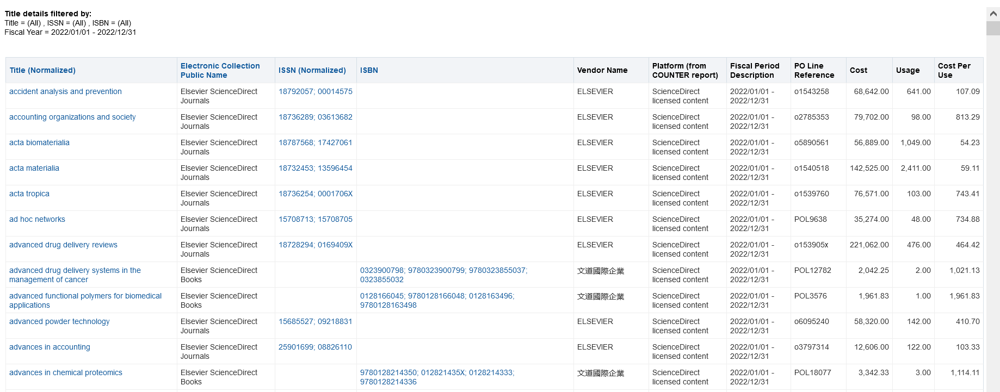 Title details filtered by:
Title = (All) , ISSN = (All) , ISBN = (All)
Fiscal Year = 2022/01/01 - 2022/12/31
Title (Normalized) Electronic Collection Public Name ISSN (Normalized) ISBN Vendor Name Platform (from COUNTER report) Fiscal Period Description PO Line Reference Cost Usage Cost Per Use
accident analysis and prevention Elsevier ScienceDirect Journals 18792057; 00014575 ELSEVIER ScienceDirect licensed content 2022/01/01 - 2022/12/31 o1543258 68,642.00 641.00 107.09
accounting organizations and society Elsevier ScienceDirect Journals 18736289; 03613682 ELSEVIER ScienceDirect licensed content 2022/01/01 - 2022/12/31 o2785353 79,702.00 98.00 813.29
acta biomaterialia Elsevier ScienceDirect Journals 18787568; 17427061 ELSEVIER ScienceDirect licensed content 2022/01/01 - 2022/12/31 o5890561 56,889.00 1,049.00 54.23
acta materialia Elsevier ScienceDirect Journals 18732453; 13596454 ELSEVIER ScienceDirect licensed content 2022/01/01 - 2022/12/31 o1540518 142,525.00 2,411.00 59.11
acta tropica Elsevier ScienceDirect Journals 18736254; 0001706X ELSEVIER ScienceDirect licensed content 2022/01/01 - 2022/12/31 o1539760 76,571.00 103.00 743.41
ad hoc networks Elsevier ScienceDirect Journals 15708713; 15708705 ELSEVIER ScienceDirect licensed content 2022/01/01 - 2022/12/31 POL9638 35,274.00 48.00 734.88
advanced drug delivery reviews Elsevier ScienceDirect Journals 18728294; 0169409X ELSEVIER ScienceDirect licensed content 2022/01/01 - 2022/12/31 o153905x 221,062.00 476.00 464.42
advanced drug delivery systems in the management of cancer Elsevier ScienceDirect Books 0323900798; 9780323900799; 9780323855037; 0323855032 文道國際企業 ScienceDirect licensed content 2022/01/01 - 2022/12/31 POL12782 2,042.25 2.00 1,021.13
advanced functional polymers for biomedical applications Elsevier ScienceDirect Books 0128166045; 9780128166048; 0128163496; 9780128163498 文道國際企業 ScienceDirect licensed content 2022/01/01 - 2022/12/31 POL3576 1,961.83 1.00 1,961.83
advanced powder technology Elsevier ScienceDirect Journals 15685527; 09218831 ELSEVIER ScienceDirect licensed content 2022/01/01 - 2022/12/31 o6095240 58,320.00 142.00 410.70
advances in accounting Elsevier ScienceDirect Journals 25901699; 08826110 ELSEVIER ScienceDirect licensed content 2022/01/01 - 2022/12/31 o3797314 12,606.00 122.00 103.33
advances in chemical proteomics Elsevier ScienceDirect Books 9780128214350; 012821435X; 0128214333; 9780128214336 文道國際企業 ScienceDirect licensed content 2022/01/01 - 2022/12/31 POL18077 3,342.33 3.00 1,114.11